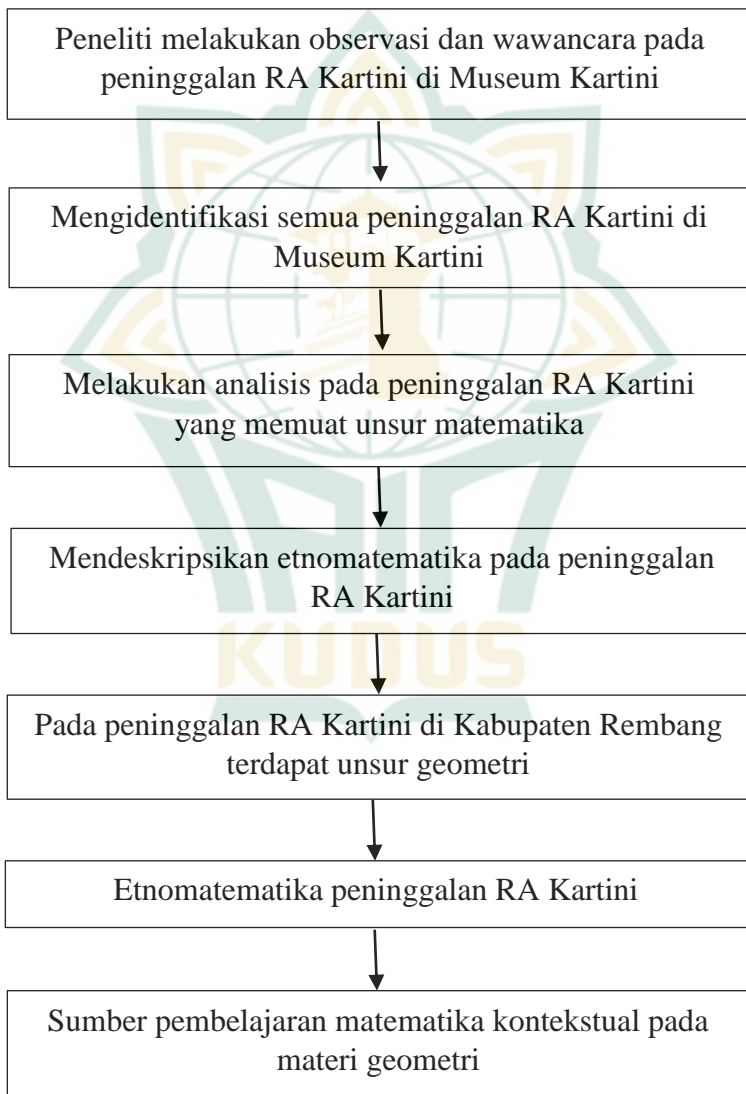 Peneliti melakukan observasi dan wawancara pada
peninggalan RA Kartini di Museum Kartini
Mengidentifikasi semua peninggalan RA Kartini di
Museum Kartini
Melakukan analisis pada peninggalan RA Kartini
yang memuat unsur matematika
Mendeskripsikan etnomatematika pada peninggalan
RA Kartini
KUDUS
Pada peninggalan RA Kartini di Kabupaten Rembang
terdapat unsur geometri
Etnomatematika peninggalan RA Kartini
Sumber pembelajaran matematika kontekstual pada
materi geometri